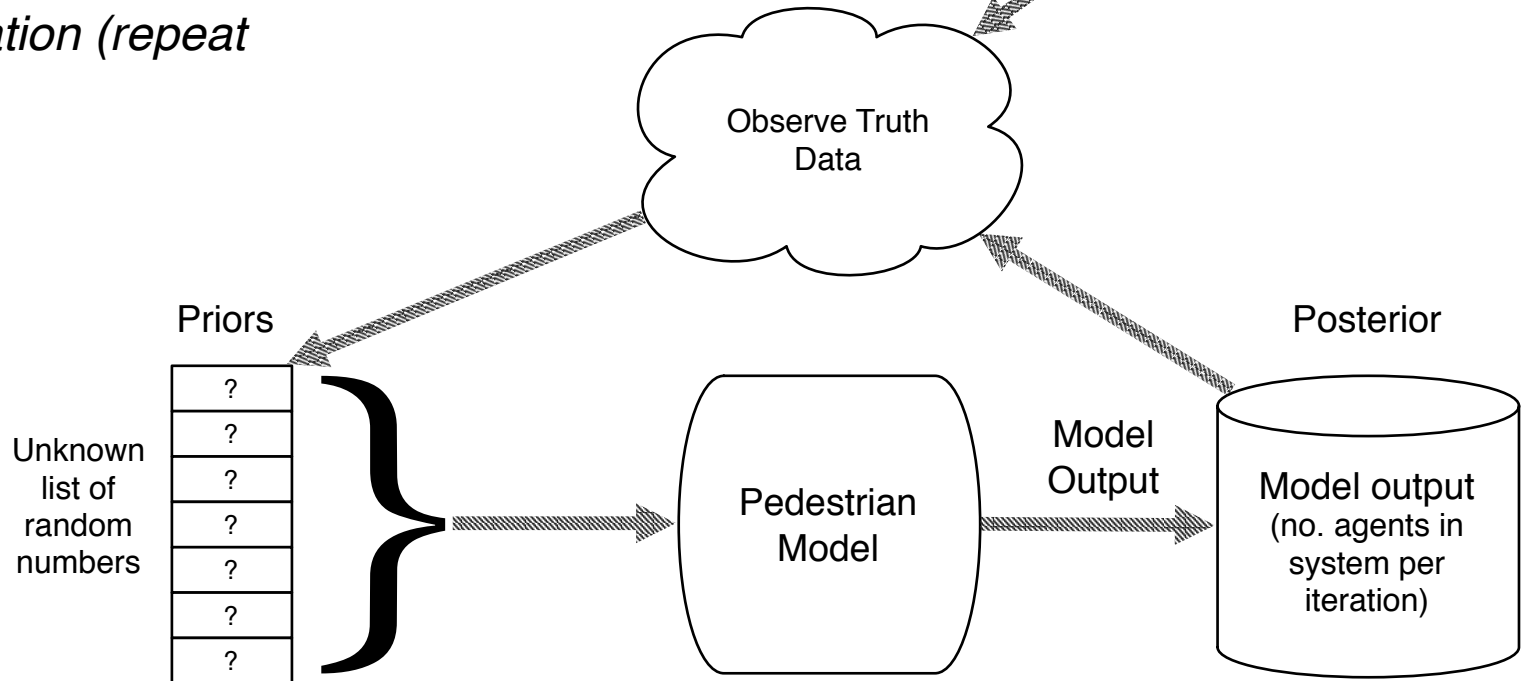 (repeat
Observe Truth
Data
Priors
Posterior
?
?
?
?
?
?
?
Unknown
list of
random
numbers
Pedestrian
Model
Model
Output
Model output
(no. agents in
system per
iteration)